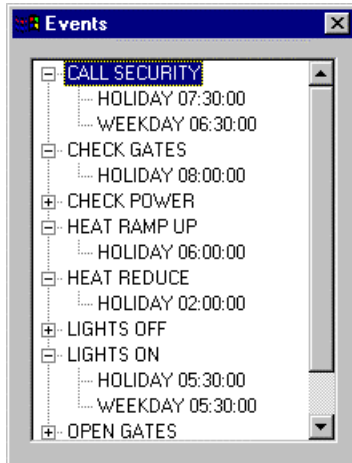 Events
CALL SECURITY
HOLIDAY 07:30:00
WEEKDAY 06:30:00
CHECK GATES
HOLIDAY 08:00:00
CHECK POWER
HEAT RAMP UP
HOLIDAY 06:00:00
HEAT REDUCE
HOLIDAY 02:00:00
LIGHTS OFF
LIGHTS ON
HOLIDAY 05:30:00
WEEKDAY 05:30:00
OPEN GATES